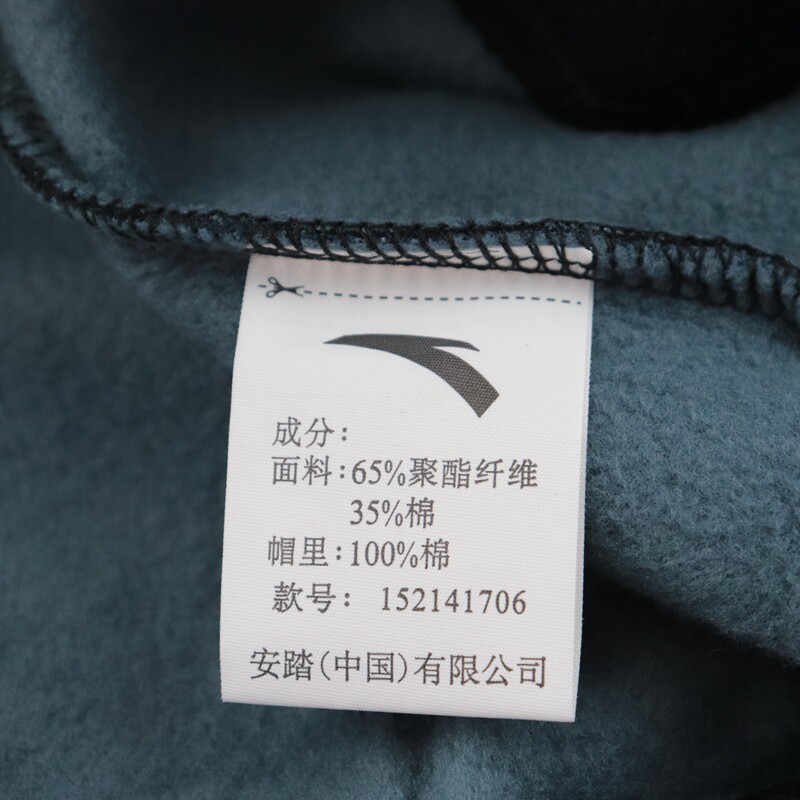 成分：
面料：65%聚酯纤维
35%棉
帽里：100%棉
款号： 152141706
安踏（中国）有限公司